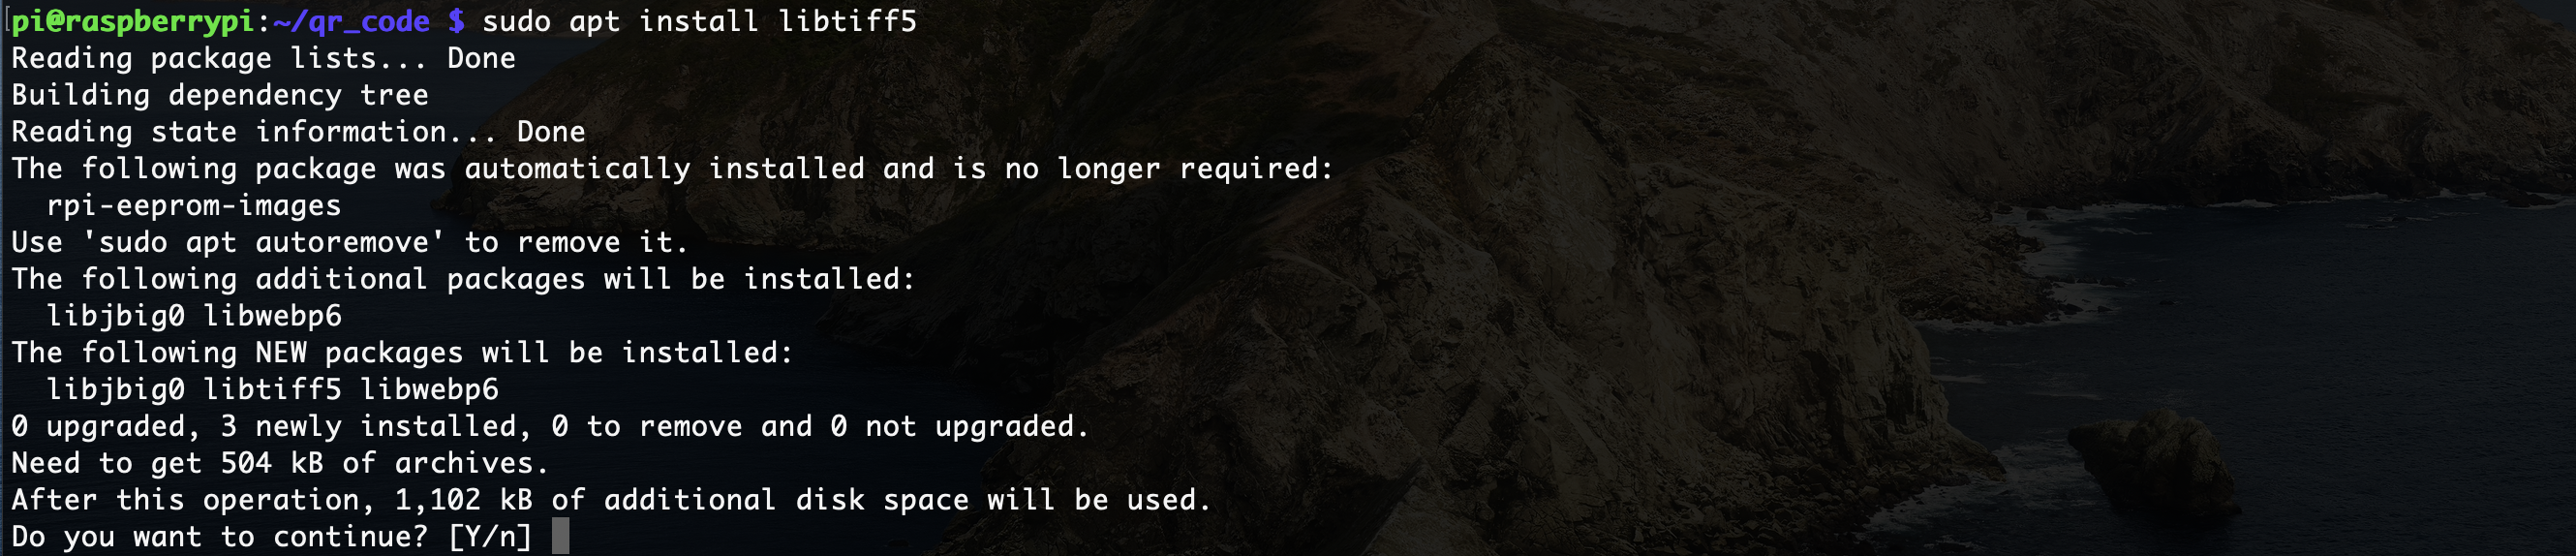 pi@raspberrypi:~/qr_code $ sudo apt install libtiff5
Reading package lists... Done
Building dependency tree
Reading state information... Done
The following package was automatically installed and is no longer required:
  rpi-eeprom-images
Use 'sudo apt autoremove' to remove it.
The following additional packages will be installed:
  libjbig0 libwebp6
The following NEW packages will be installed:
  libjbig0 libtiff5 libwebp6
0 upgraded, 3 newly installed, 0 to remove and 0 not upgraded.
Need to get 504 kB of archives.
After this operation, 1,102 kB of additional disk space will be used.
Do you want to continue? [Y/n]